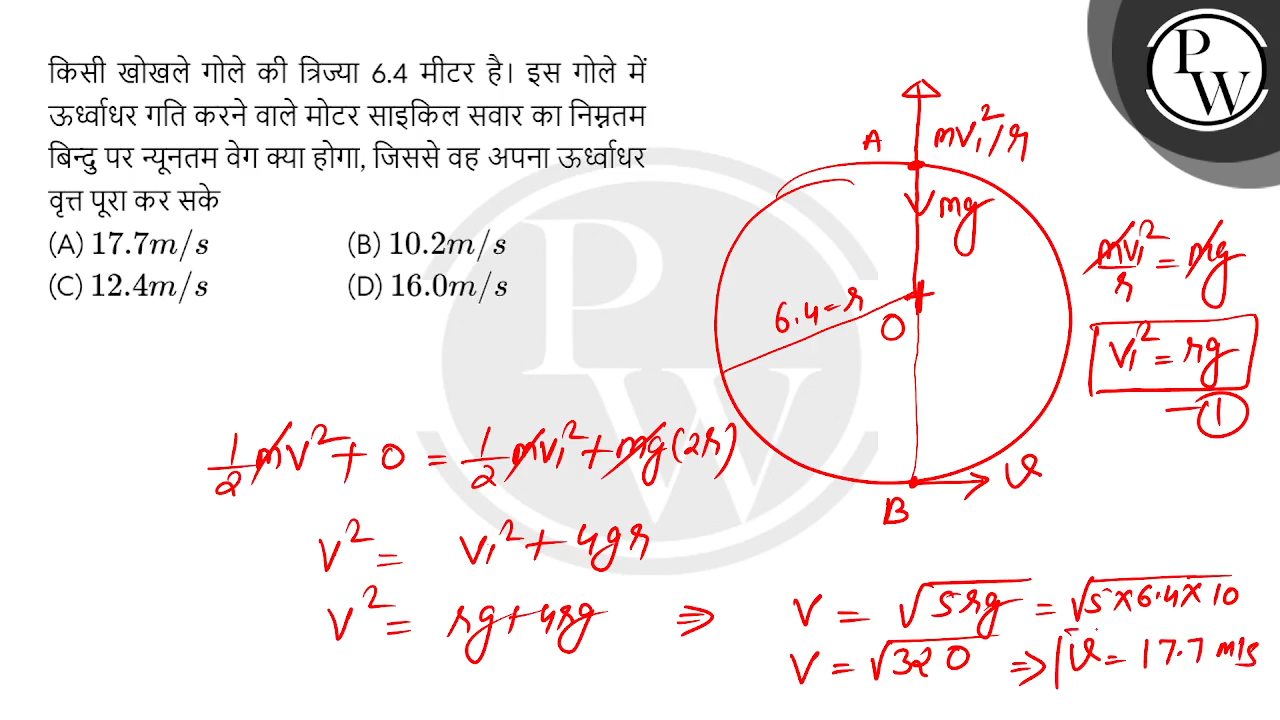 किसी खोखले गोले की त्रिज्या 6.4 मीटर है। इस गोले में
ऊर्ध्वाधर गति करने वाले मोटर साइकिल सवार का निम्नतम
बिन्दु पर न्यूनतम वेग क्या होगा, जिससे वह अपना ऊर्ध्वाधर
वृत्त पूरा कर सके
(A) 17.7m/s (B) 10.2m/s
(C) 12.4m/s (D) 16.0m/s
PW
PW
A
mv₁²/r
mg
6.4=r
O
B
v
mv₁²/r = mg
v₁² = rg
—①
1/2 mv² + 0 = 1/2 mv₁² + mg(2r)
v² = v₁² + 4gr
v² = rg + 4rg ⇒ v = √5rg = √5×6.4×10
v = √320 ⇒ v = 17.7 m/s